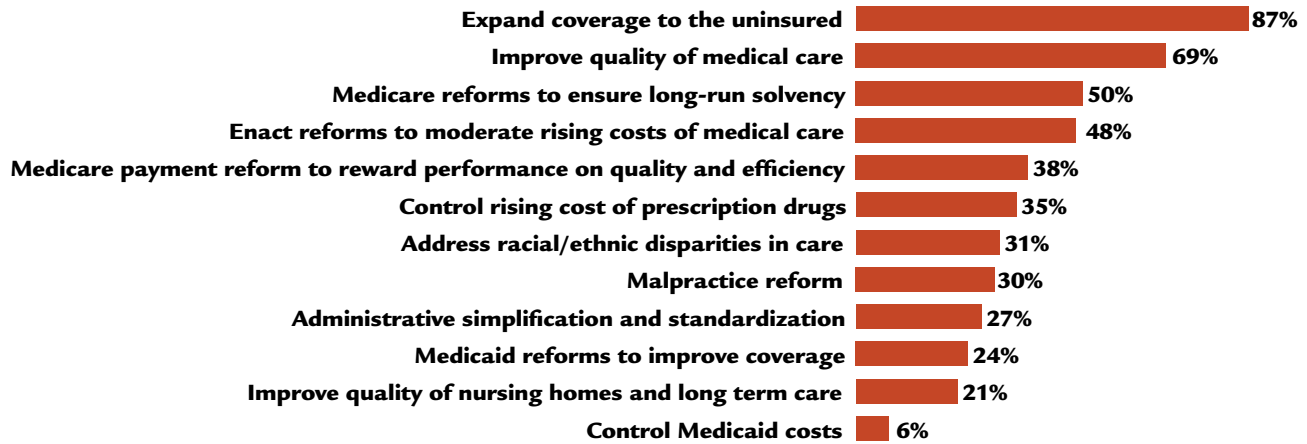 Expand coverage to the uninsured 87%
Improve quality of medical care 69%
Medicare reforms to ensure long-run solvency 50%
Enact reforms to moderate rising costs of medical care 48%
Medicare payment reform to reward performance on quality and efficiency 38%
Control rising cost of prescription drugs 35%
Address racial/ethnic disparities in care 31%
Malpractice reform 30%
Administrative simplification and standardization 27%
Medicaid reforms to improve coverage 24%
Improve quality of nursing homes and long term care 21%
Control Medicaid costs 6%